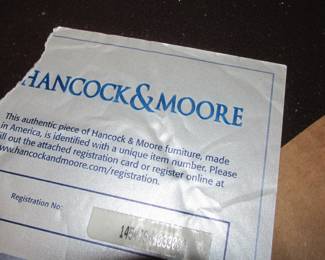 HANCOCK&MOORE
This authentic piece of Hancock & Moore furniture, made
in America, is identified with a unique item number. Please
fill out the attached registration card or register online at
www.hancockandmoore.com/registration.
Registration No: